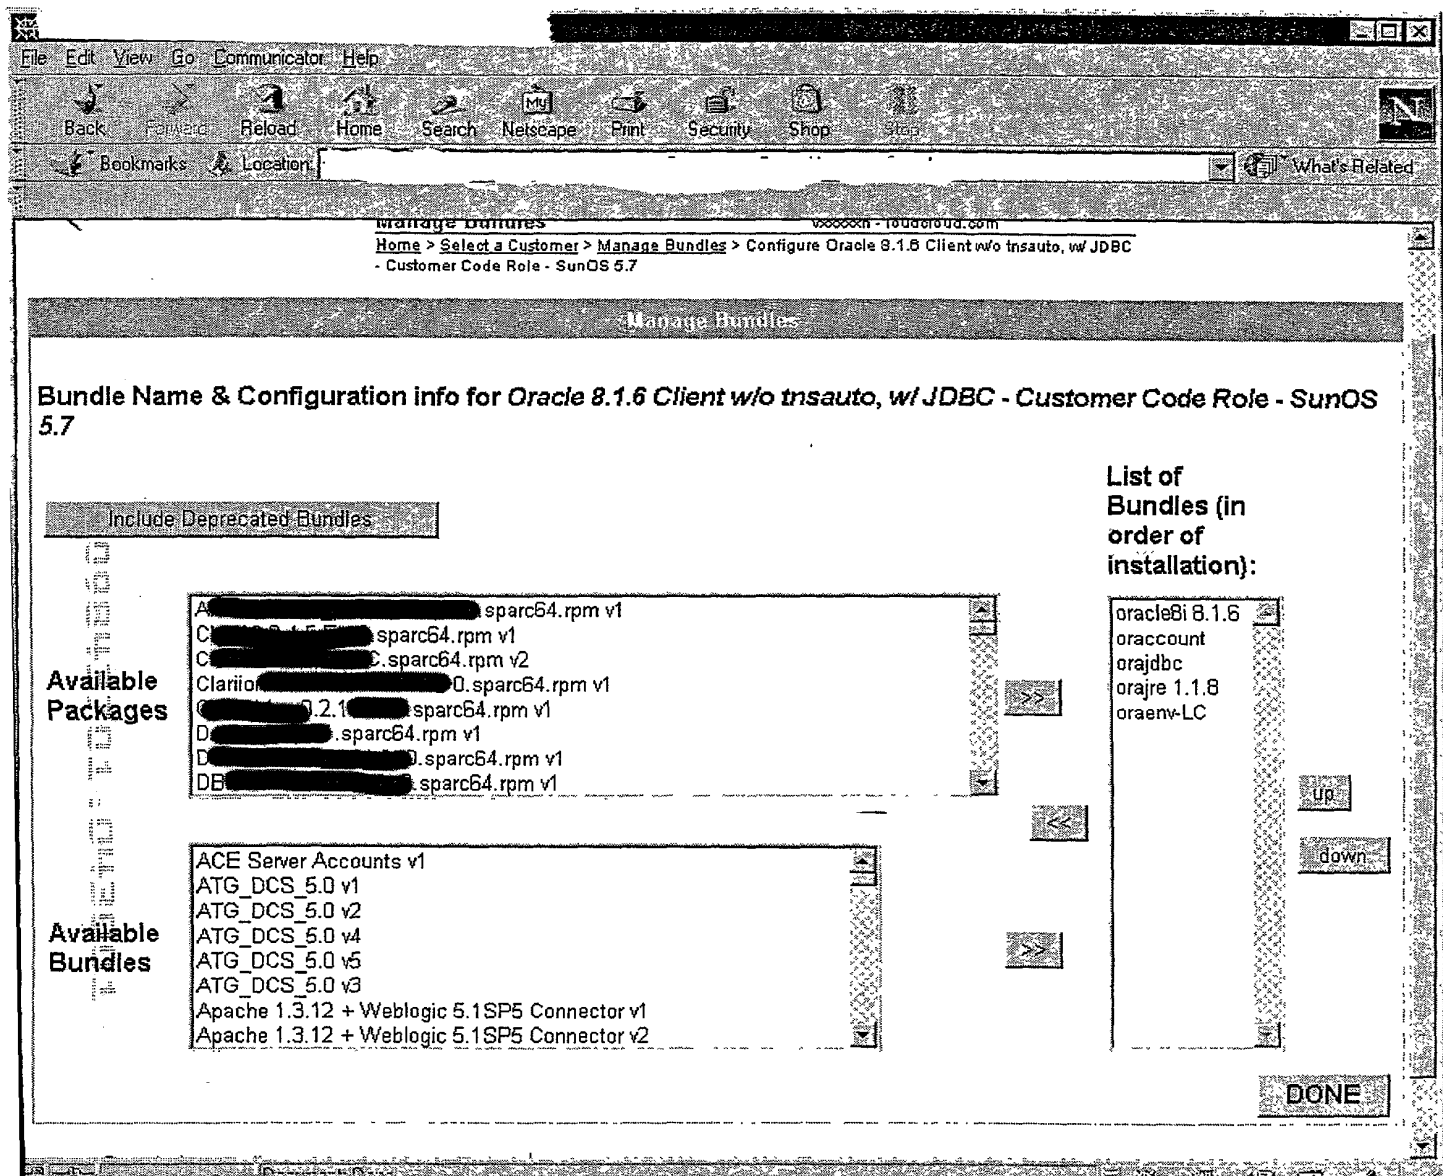 File Edit View Go Communicator Help
Back Forward Reload Home Search Netscape Print Security Shop Stop
My
N
Bookmarks Location: What's Related
Manage Bundles loudcloud.com
Home > Select a Customer > Manage Bundles > Configure Oracle 8.1.6 Client w/o tnsauto, w/ JDBC
- Customer Code Role - SunOS 5.7
Manage Bundles
Bundle Name & Configuration info for Oracle 8.1.6 Client w/o tnsauto, w/ JDBC - Customer Code Role - SunOS
5.7
List of
Bundles (in
order of
installation):
Include Deprecated Bundles
Available
Packages
A .sparc64.rpm v1
C .sparc64.rpm v1
C C.sparc64.rpm v2
Clariion 0.sparc64.rpm v1
.2.1 sparc64.rpm v1
D .sparc64.rpm v1
D .sparc64.rpm v1
DB .sparc64.rpm v1
>>
<<
oracle8i 8.1.6
oraccount
orajdbc
orajre 1.1.8
oraenv-LC
up
down
Available
Bundles
ACE Server Accounts v1
ATG_DCS_5.0 v1
ATG_DCS_5.0 v2
ATG_DCS_5.0 v4
ATG_DCS_5.0 v5
ATG_DCS_5.0 v3
Apache 1.3.12 + Weblogic 5.1SP5 Connector v1
Apache 1.3.12 + Weblogic 5.1SP5 Connector v2
>>
DONE